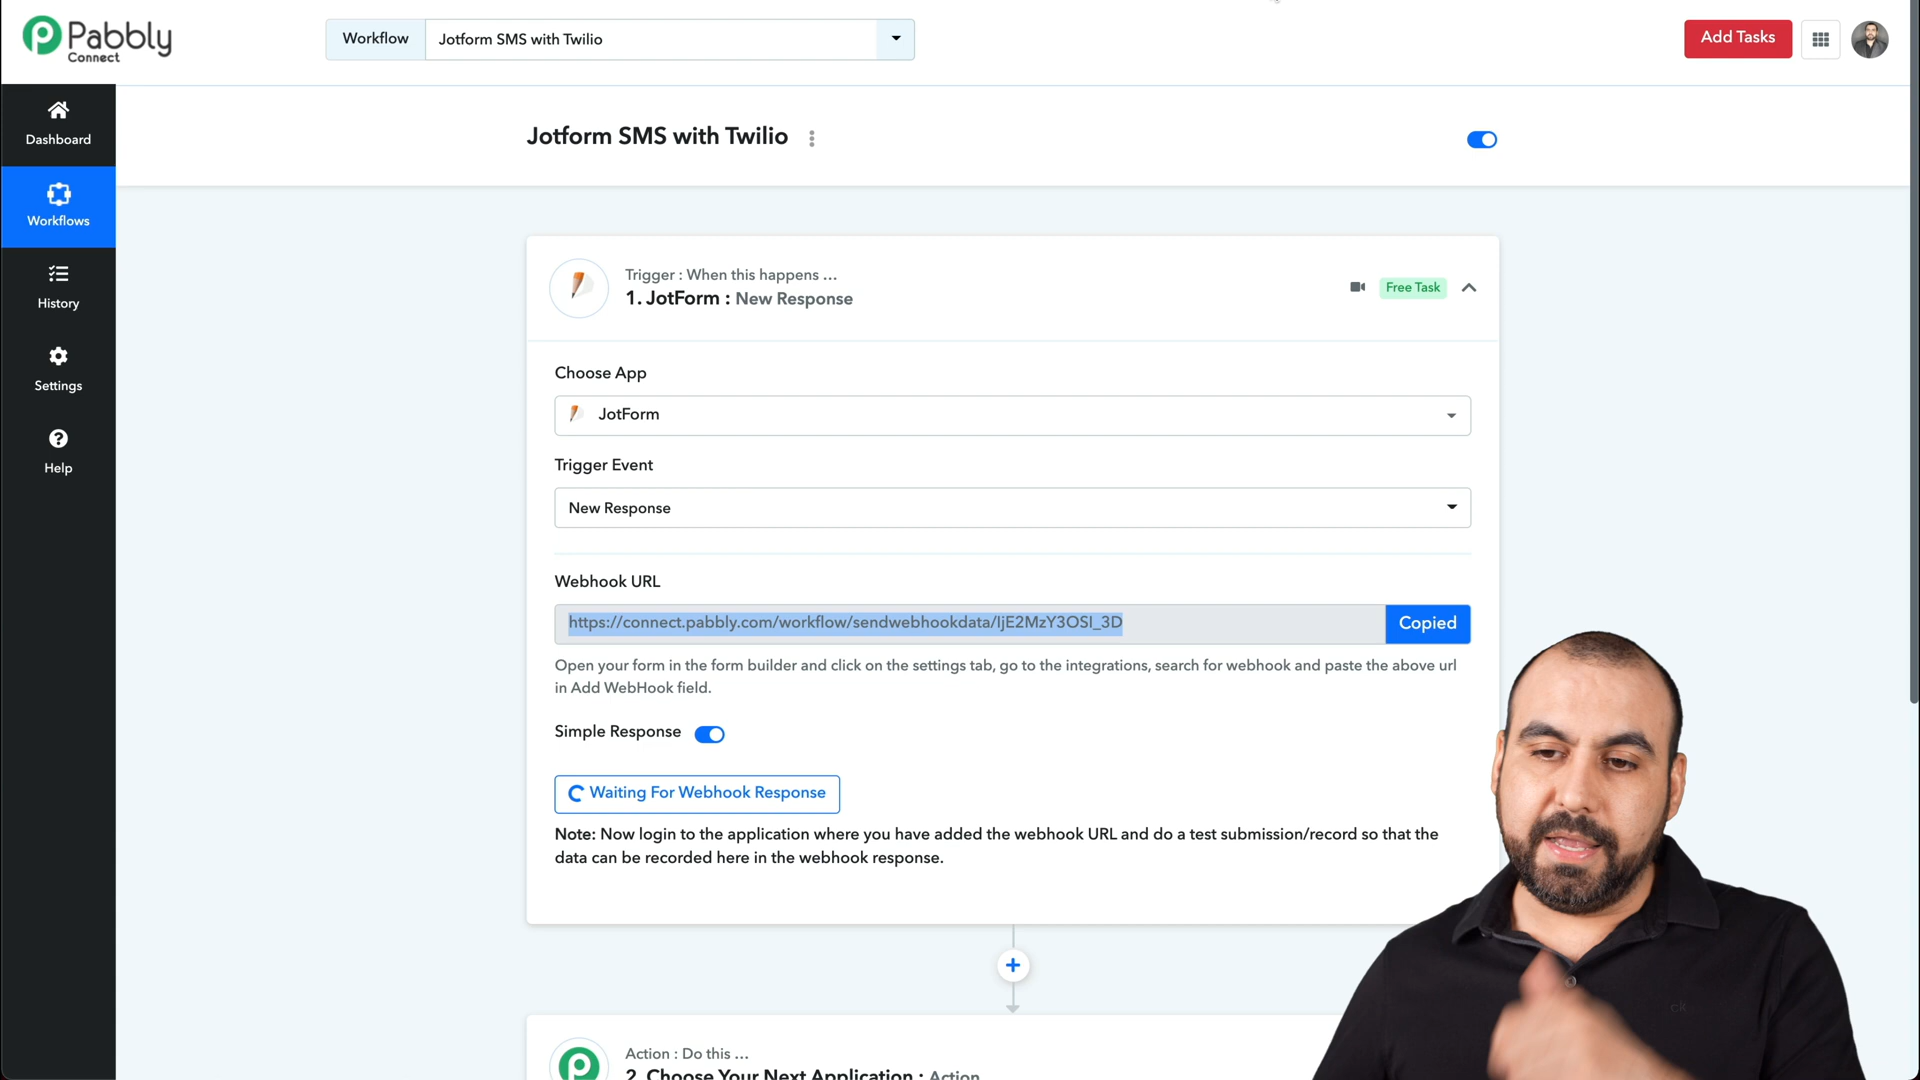 Pabbly
Connect
Workflow
Jotform SMS with Twilio
Add Tasks
Dashboard
Workflows
History
Settings
Help
Jotform SMS with Twilio
Trigger : When this happens ...
1. JotForm : New Response
Free Task
Choose App
JotForm
Trigger Event
New Response
Webhook URL
https://connect.pabbly.com/workflow/sendwebhookdata/IjE2MzY3OSI_3D
Copied
Open your form in the form builder and click on the settings tab, go to the integrations, search for webhook and paste the above url
in Add WebHook field.
Simple Response
Waiting For Webhook Response
Note: Now login to the application where you have added the webhook URL and do a test submission/record so that the
data can be recorded here in the webhook response.
Action : Do this ...
2. Choose Your Next Application : Action